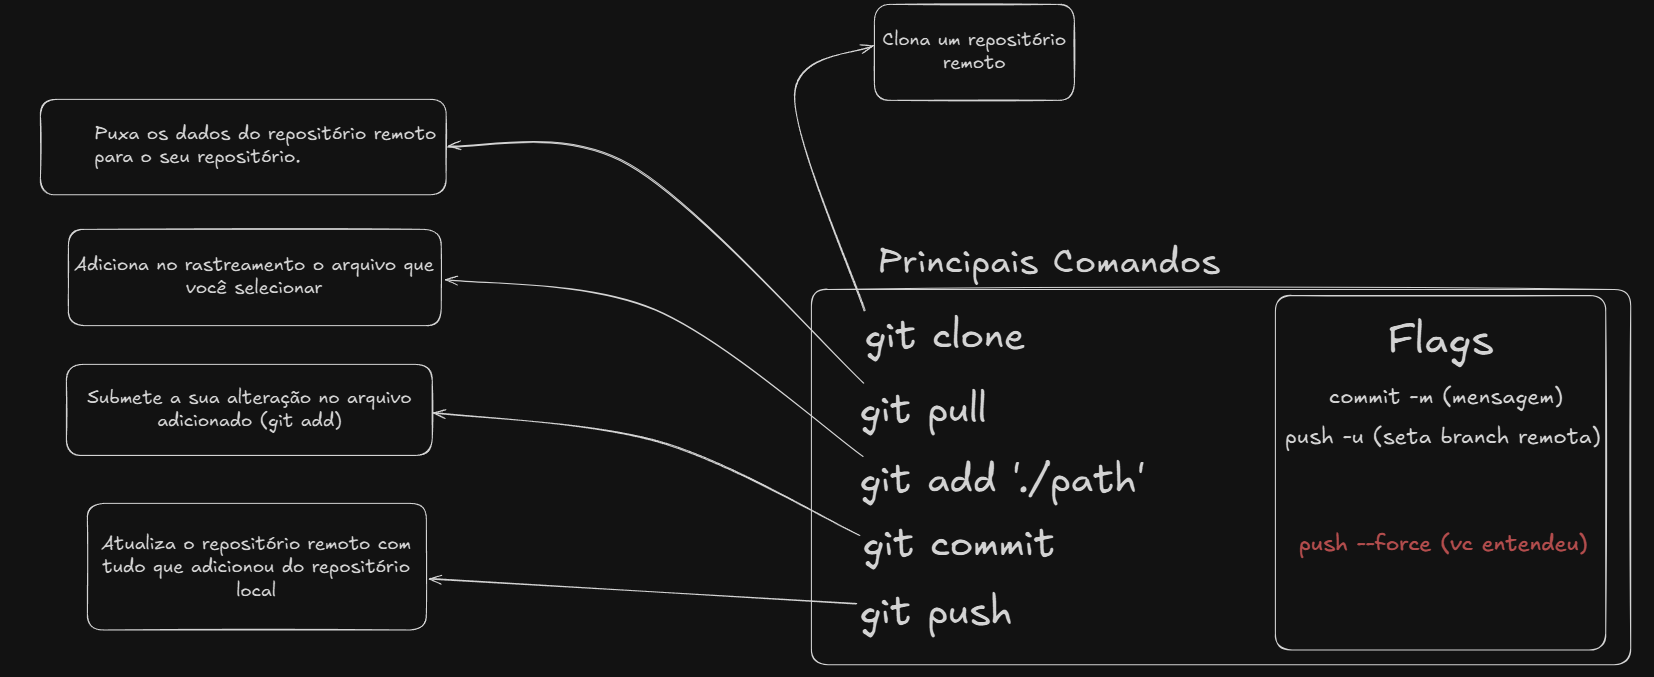 Clona um repositório
remoto
Puxa os dados do repositório remoto
para o seu repositório.
Adiciona no rastreamento o arquivo que
você selecionar
Submete a sua alteração no arquivo
adicionado (git add)
Atualiza o repositório remoto com
tudo que adicionou do repositório
local
Principais Comandos
git clone
git pull
git add './path'
git commit
git push
Flags
commit -m (mensagem)
push -u (seta branch remota)
push --force (vc entendeu)